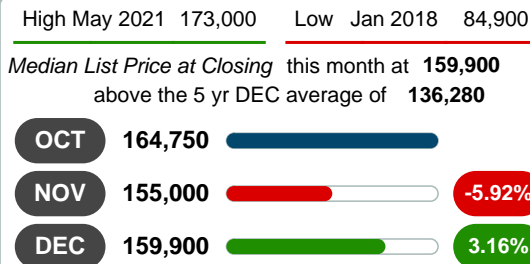 High May 2021 173,000 Low Jan 2018 84,900
Median List Price at Closing this month at 159,900
above the 5 yr DEC average of 136,280
OCT 164,750
NOV 155,000 -5.92%
DEC 159,900 3.16%